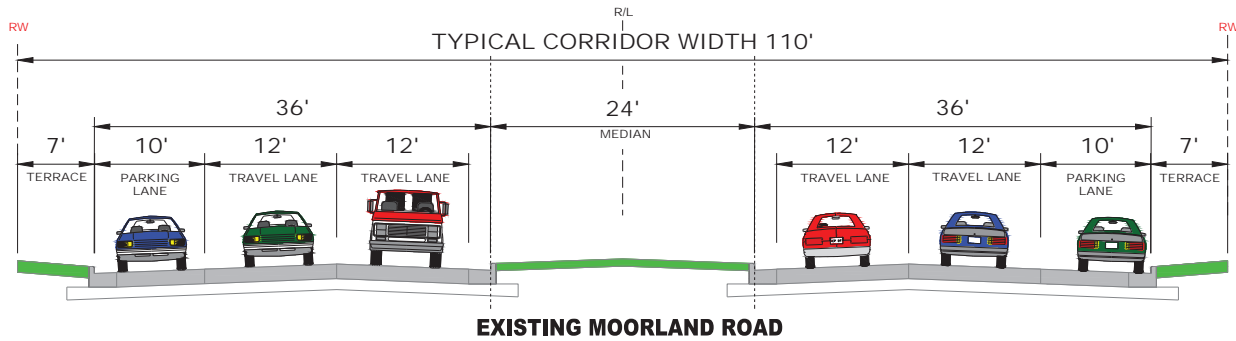 R/L
RW
RW
TYPICAL CORRIDOR WIDTH 110'
36'
24'
36'
MEDIAN
7'
10'
12'
12'
12'
12'
10'
7'
TERRACE
PARKING
LANE
TRAVEL LANE
TRAVEL LANE
TRAVEL LANE
TRAVEL LANE
PARKING
LANE
TERRACE
EXISTING MOORLAND ROAD